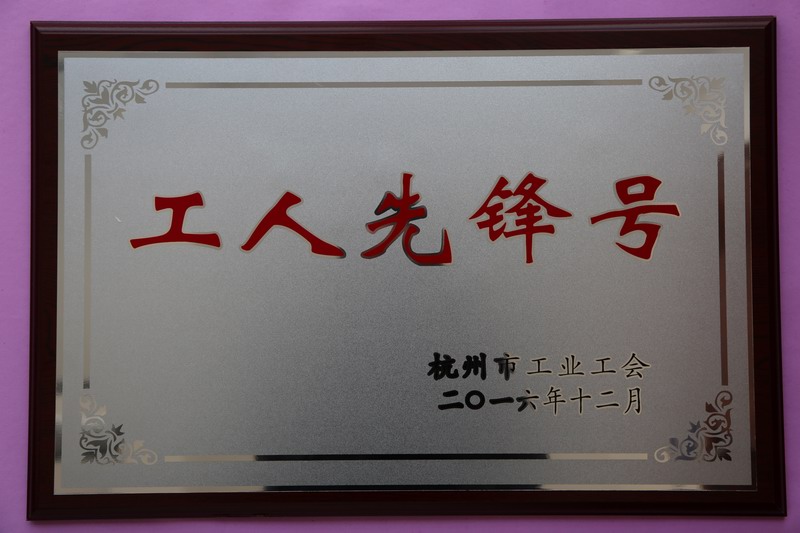 工人先锋号
杭州市工业工会
二〇一六年十二月